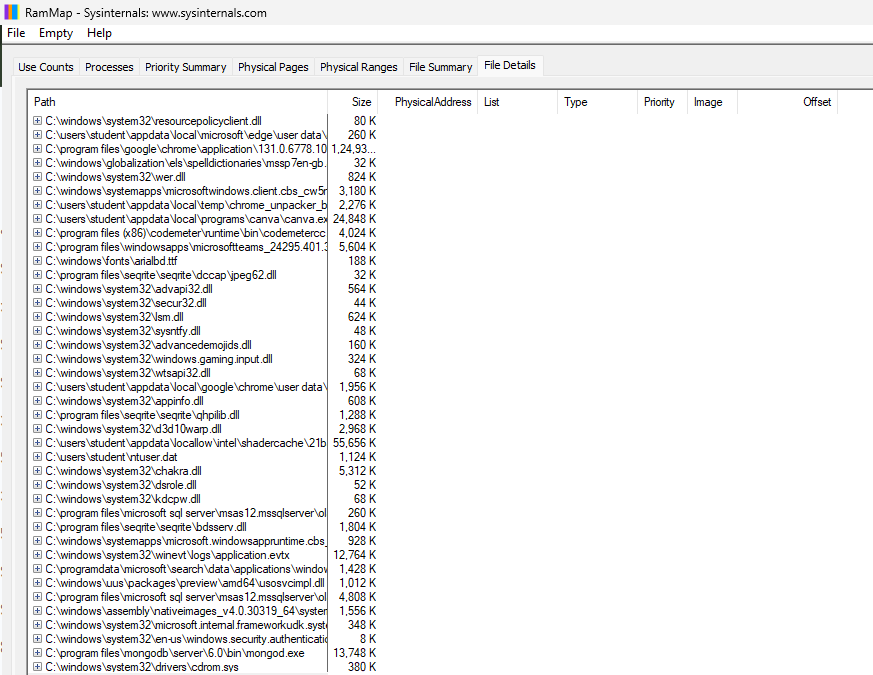 RamMap - Sysinternals: www.sysinternals.com
File Empty Help
Use Counts Processes Priority Summary Physical Pages Physical Ranges File Summary File Details
Path Size Physical Address List Type Priority Image Offset
C:\windows\system32\resourcepolicyclient.dll 80 K
C:\users\student\appdata\local\microsoft\edge\user data\ 260 K
C:\program files\google\chrome\application\131.0.6778.10 1,24,93...
C:\windows\globalization\els\spelldictionaries\mssp7en-gb. 32 K
C:\windows\system32\wer.dll 824 K
C:\windows\systemapps\microsoftwindows.client.cbs_cw5r 3,180 K
C:\users\student\appdata\local\temp\chrome_unpacker_b 2,276 K
C:\users\student\appdata\local\programs\canva\canva.ex 24,848 K
C:\program files (x86)\codemeter\runtime\bin\codemetercc 4,024 K
C:\program files\windowsapps\microsoftteams_24295.401.3 5,604 K
C:\windows\fonts\arialbd.ttf 188 K
C:\program files\seqrite\seqrite\dccap\jpeg62.dll 32 K
C:\windows\system32\advapi32.dll 564 K
C:\windows\system32\secur32.dll 44 K
C:\windows\system32\lsm.dll 624 K
C:\windows\system32\sysntfy.dll 48 K
C:\windows\system32\advancedemojids.dll 160 K
C:\windows\system32\windows.gaming.input.dll 324 K
C:\windows\system32\wtsapi32.dll 68 K
C:\users\student\appdata\local\google\chrome\user data\ 1,956 K
C:\windows\system32\appinfo.dll 608 K
C:\program files\seqrite\seqrite\qhpilib.dll 1,288 K
C:\windows\system32\d3d10warp.dll 2,968 K
C:\users\student\appdata\locallow\intel\shadercache\21b 55,656 K
C:\users\student\ntuser.dat 1,124 K
C:\windows\system32\chakra.dll 5,312 K
C:\windows\system32\dsrole.dll 52 K
C:\windows\system32\kdcpw.dll 68 K
C:\program files\microsoft sql server\msas12.mssqlserver\ol 260 K
C:\program files\seqrite\seqrite\bdsserv.dll 1,804 K
C:\windows\systemapps\microsoft.windowsappruntime.cbs_ 928 K
C:\windows\system32\winevt\logs\application.evtx 12,764 K
C:\programdata\microsoft\search\data\applications\window 1,428 K
C:\windows\uus\packages\preview\amd64\usosvcimpl.dll 1,012 K
C:\program files\microsoft sql server\msas12.mssqlserver\ol 4,808 K
C:\windows\assembly\nativeimages_v4.0.30319_64\system 1,556 K
C:\windows\system32\microsoft.internal.frameworkudk.syste 348 K
C:\windows\system32\en-us\windows.security.authenticatio 8 K
C:\program files\mongodb\server\6.0\bin\mongod.exe 13,748 K
C:\windows\system32\drivers\cdrom.sys 380 K